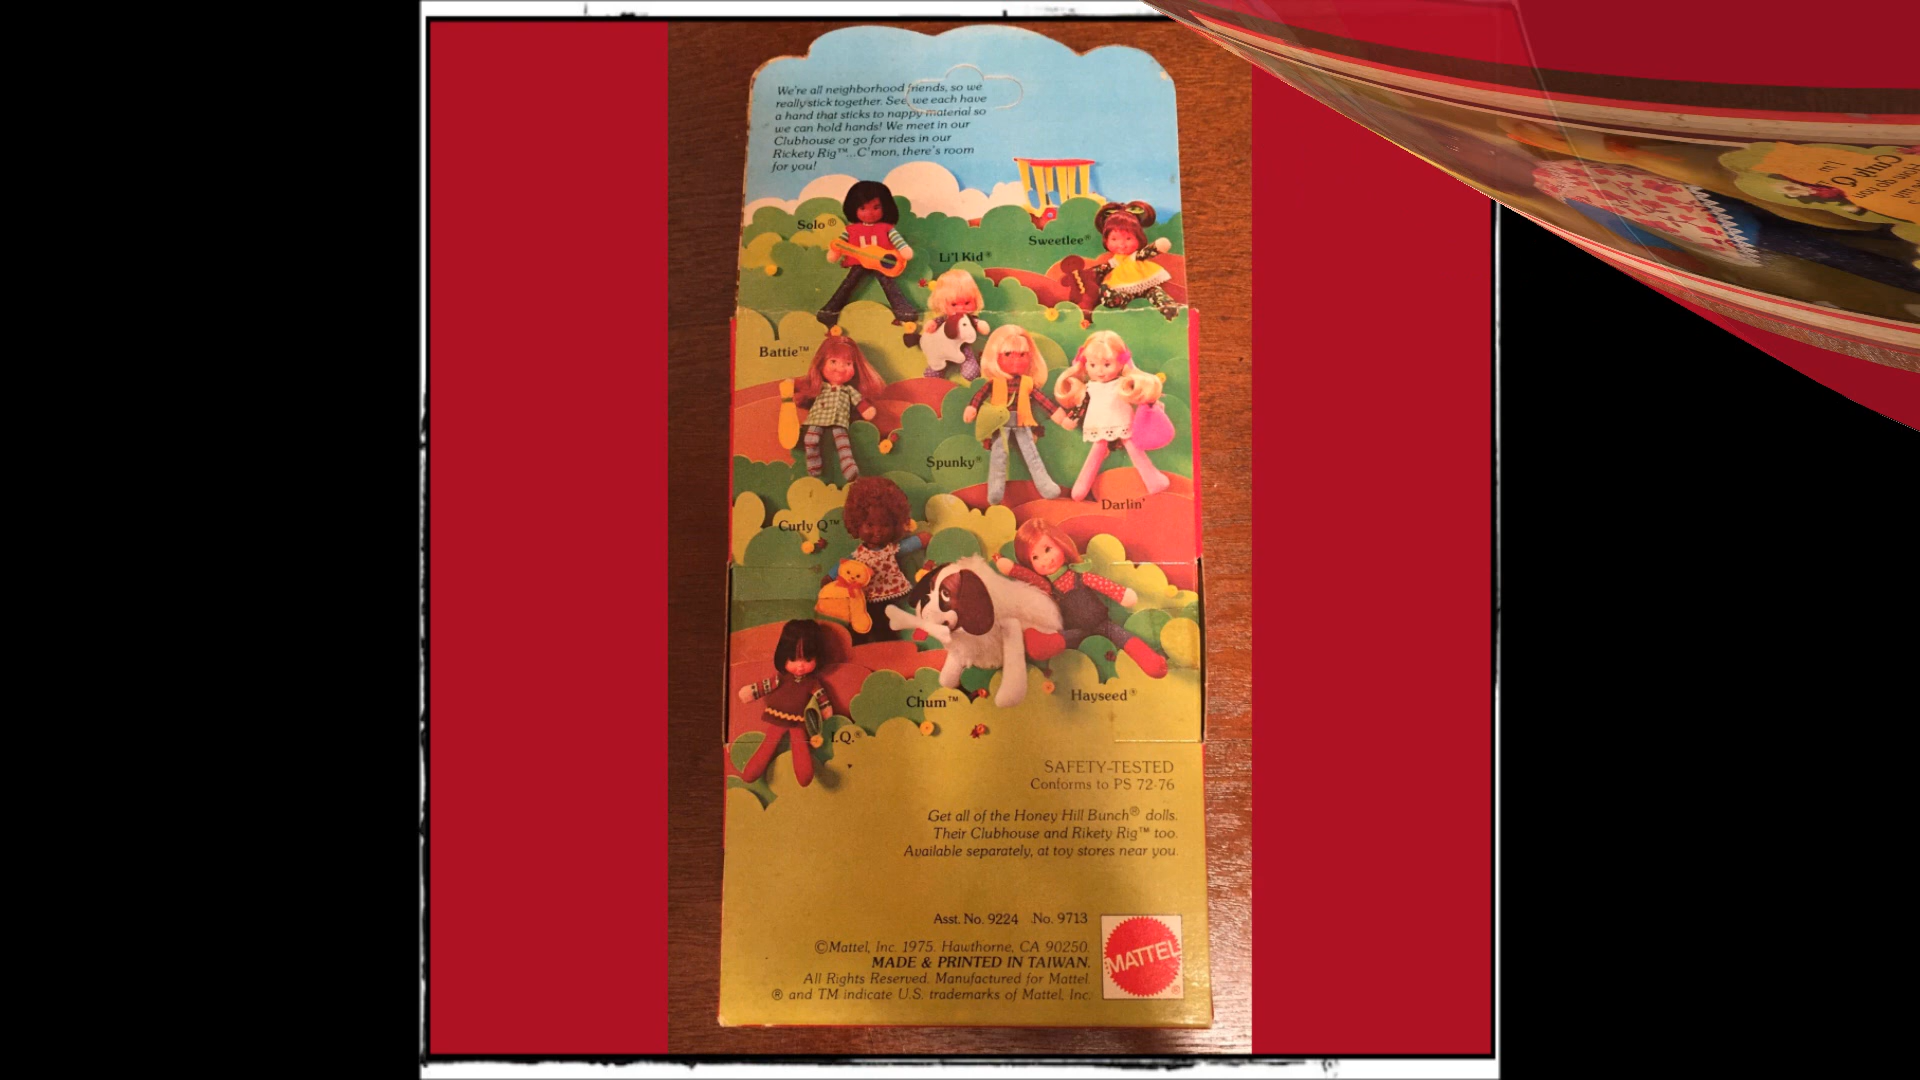 We're all neighborhood friends, so we
really stick together. See, we each have
a hand that sticks to nappy material so
we can hold hands! We meet in our
Clubhouse or go for rides in our
Rickety Rig™...C'mon, there's room
for you!
Solo®
Sweetlee®
Li'l Kid®
Battie™
Spunky®
Darlin'
Curly Q™
Chum™
Hayseed®
I.Q.®
SAFETY-TESTED
Conforms to PS 72-76
Get all of the Honey Hill Bunch® dolls.
Their Clubhouse and Rikety Rig™ too.
Available separately, at toy stores near you.
Asst. No. 9224 No. 9713
©Mattel, Inc. 1975. Hawthorne, CA 90250.
MADE & PRINTED IN TAIWAN.
All Rights Reserved. Manufactured for Mattel.
® and TM indicate U.S. trademarks of Mattel, Inc.
MATTEL®
I'm
Curly Q